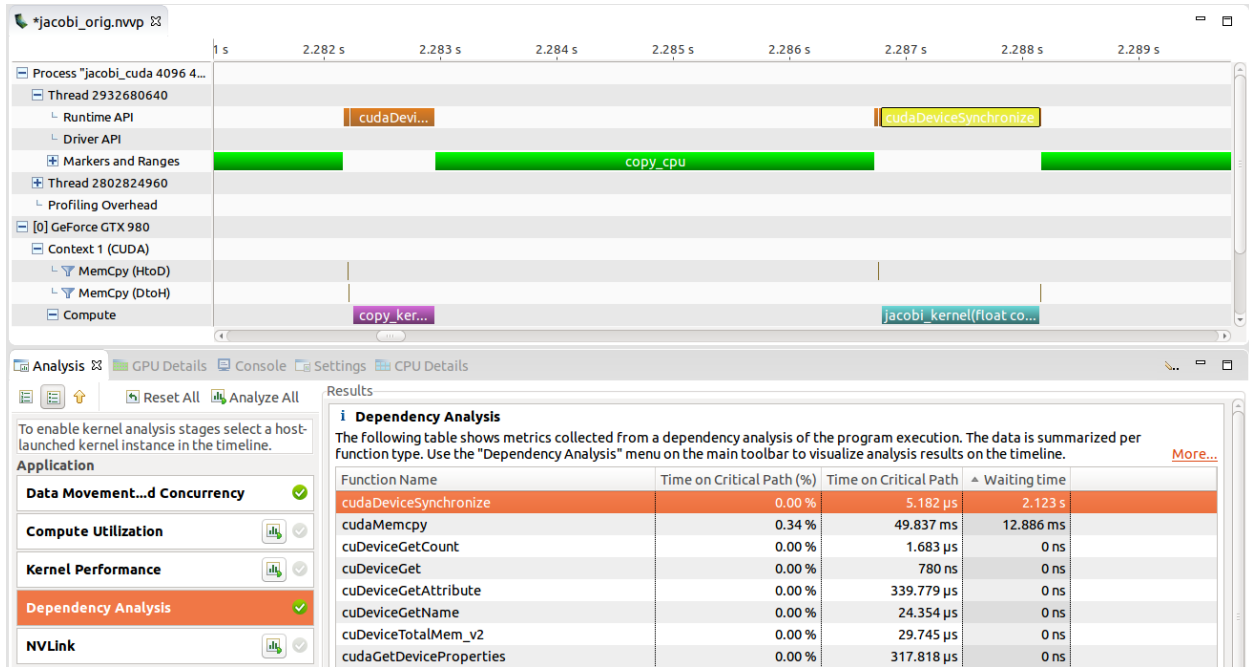 *jacobi_orig.nvvp
1 s 2.282 s 2.283 s 2.284 s 2.285 s 2.286 s 2.287 s 2.288 s 2.289 s
Process "jacobi_cuda 4096 4...
Thread 2932680640
Runtime API cudaDevi... cudaDeviceSynchronize
Driver API
Markers and Ranges copy_cpu
Thread 2802824960
Profiling Overhead
[0] GeForce GTX 980
Context 1 (CUDA)
MemCpy (HtoD)
MemCpy (DtoH)
Compute copy_ker... jacobi_kernel(float co...
Analysis GPU Details Console Settings CPU Details
Reset All Analyze All
Results
To enable kernel analysis stages select a host-
launched kernel instance in the timeline.
Application
Data Movement...d Concurrency
Compute Utilization
Kernel Performance
Dependency Analysis
NVLink
i Dependency Analysis
The following table shows metrics collected from a dependency analysis of the program execution. The data is summarized per
function type. Use the "Dependency Analysis" menu on the main toolbar to visualize analysis results on the timeline. More...
Function Name Time on Critical Path (%) Time on Critical Path Waiting time
cudaDeviceSynchronize 0.00 % 5.182 µs 2.123 s
cudaMemcpy 0.34 % 49.837 ms 12.886 ms
cuDeviceGetCount 0.00 % 1.683 µs 0 ns
cuDeviceGet 0.00 % 780 ns 0 ns
cuDeviceGetAttribute 0.00 % 339.779 µs 0 ns
cuDeviceGetName 0.00 % 24.354 µs 0 ns
cuDeviceTotalMem_v2 0.00 % 29.745 µs 0 ns
cudaGetDeviceProperties 0.00 % 317.818 µs 0 ns